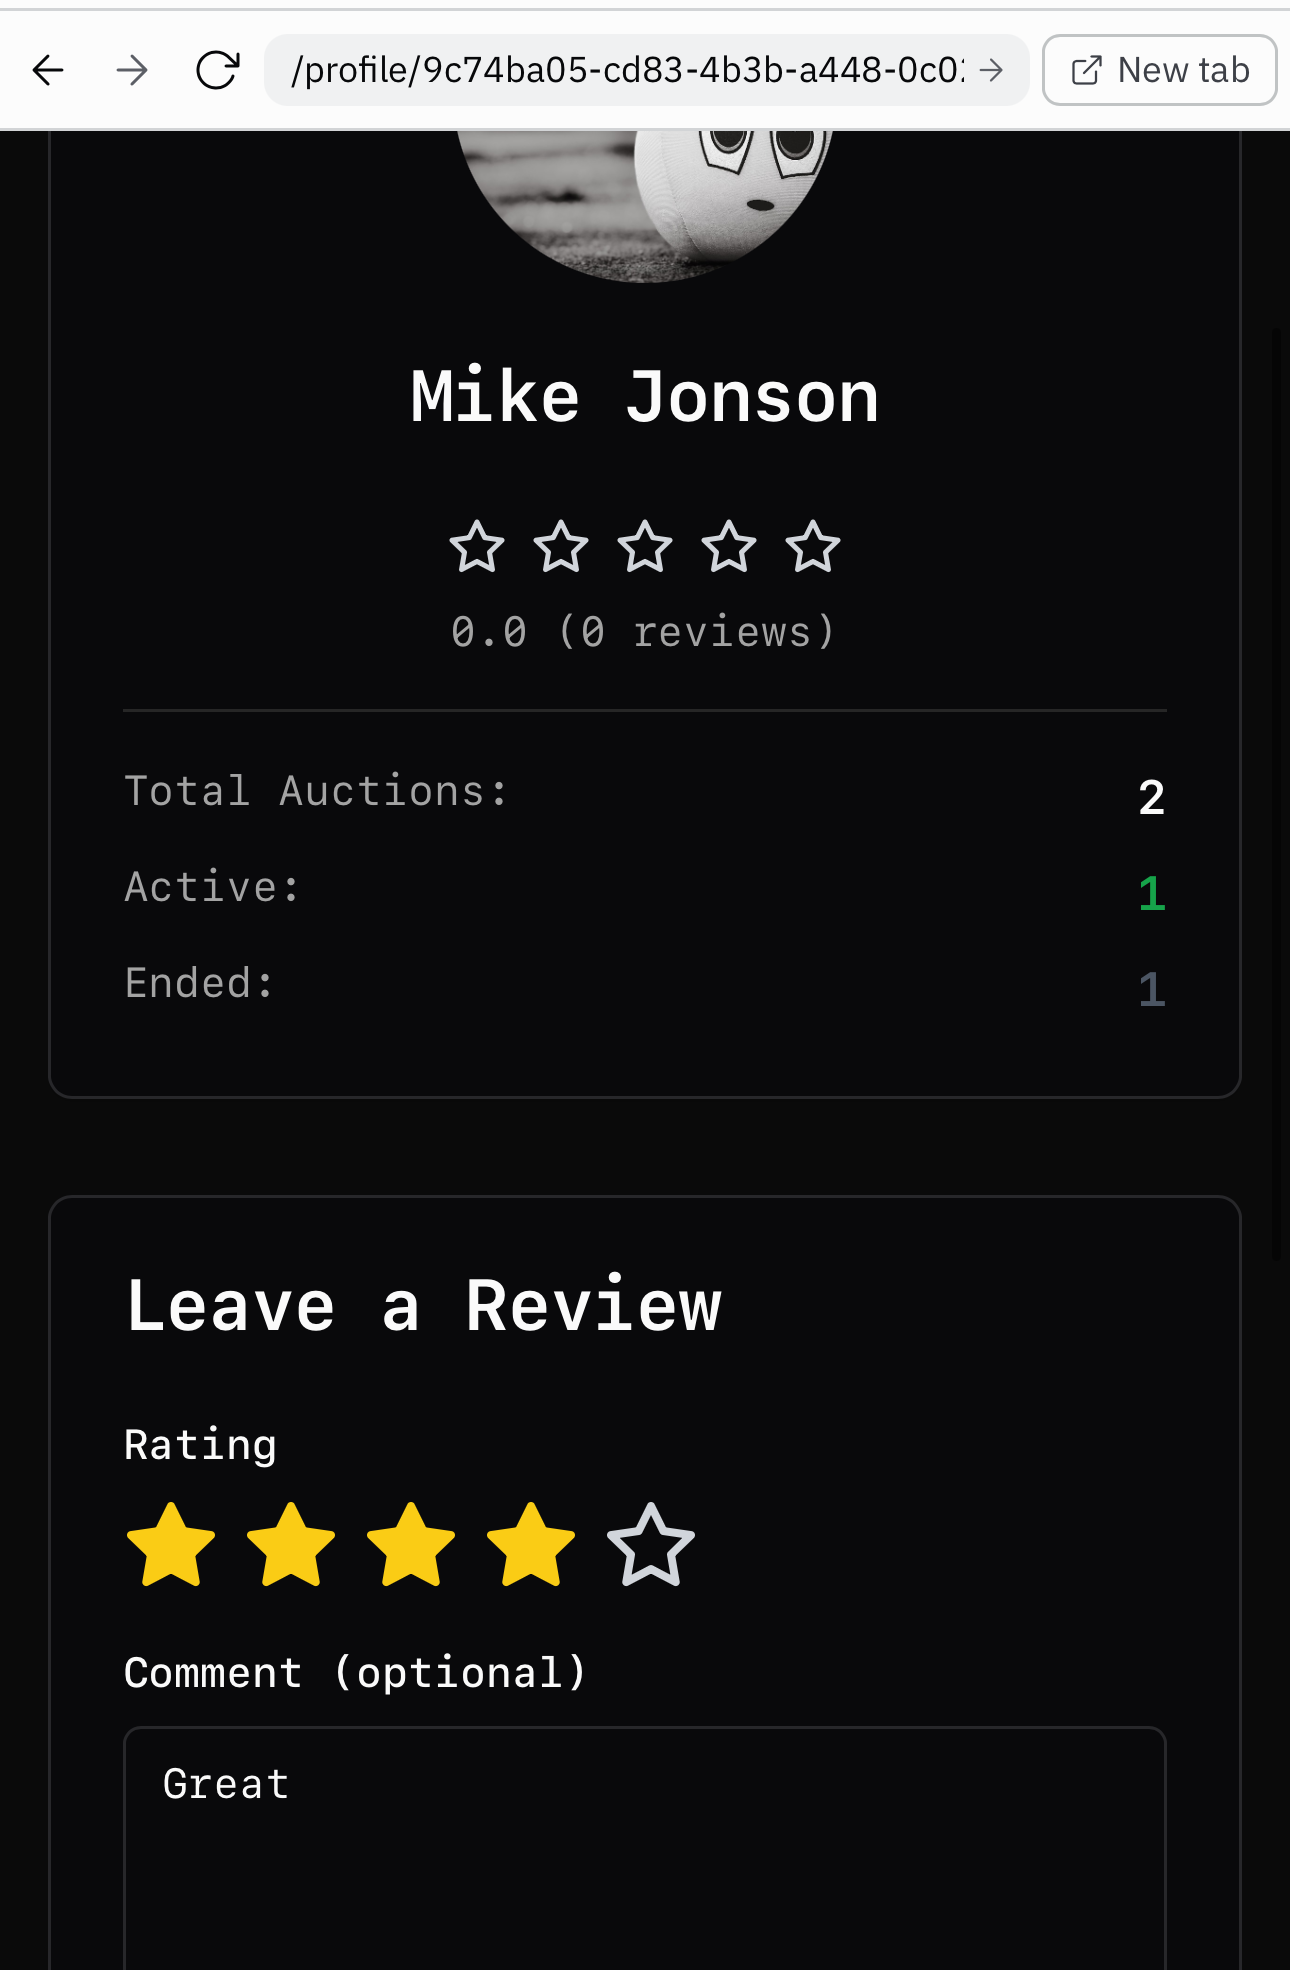 /profile/9c74ba05-cd83-4b3b-a448-0c0
New tab
Mike Jonson
0.0 (0 reviews)
Total Auctions: 2
Active: 1
Ended: 1
Leave a Review
Rating
Comment (optional)
Great